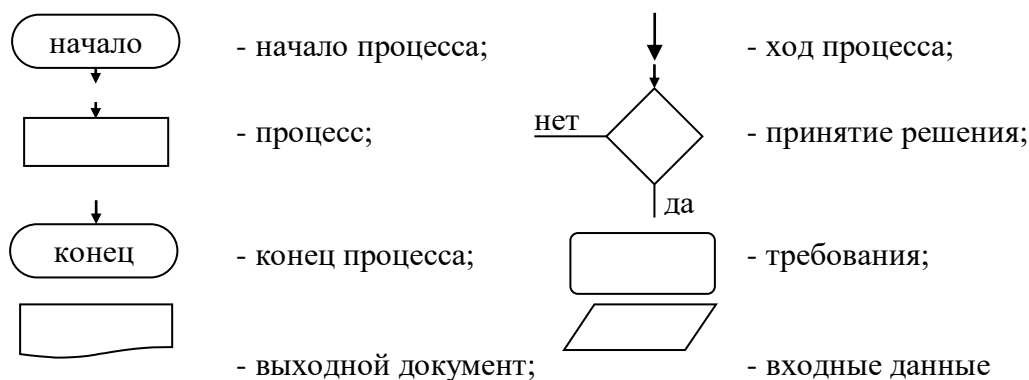 начало - начало процесса; - ход процесса;
- процесс; нет - принятие решения;
да
конец - конец процесса; - требования;
- выходной документ; - входные данные